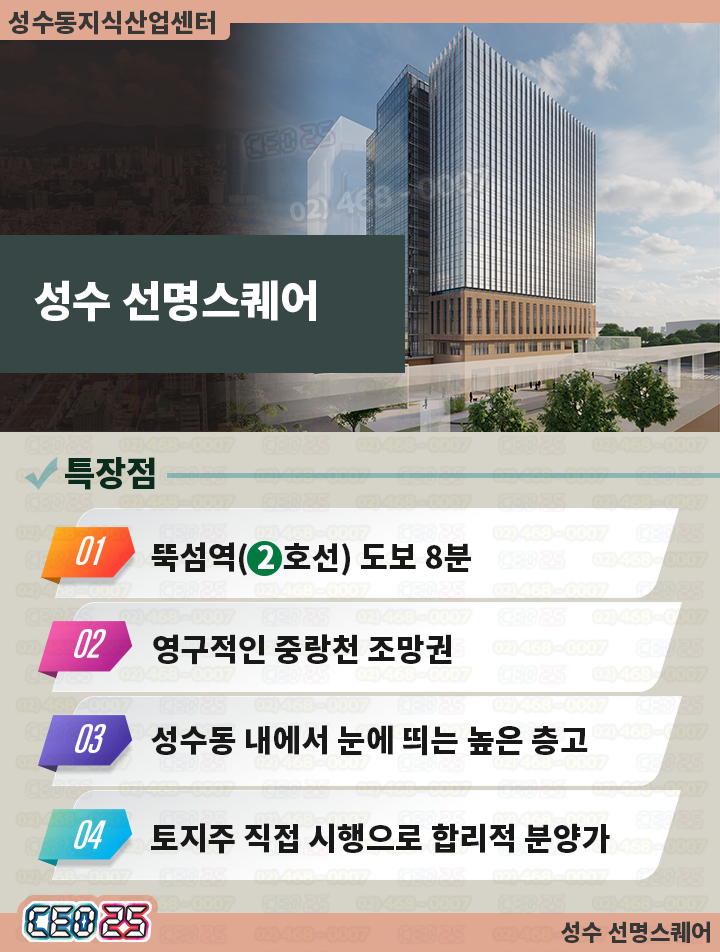 성수동지식산업센터
CEO 25
02) 468-0007
성수 선명스퀘어
특장점
01 뚝섬역(2호선) 도보 8분
02 영구적인 중랑천 조망권
03 성수동 내에서 눈에 띄는 높은 층고
04 토지주 직접 시행으로 합리적 분양가
CEO 25
성수 선명스퀘어